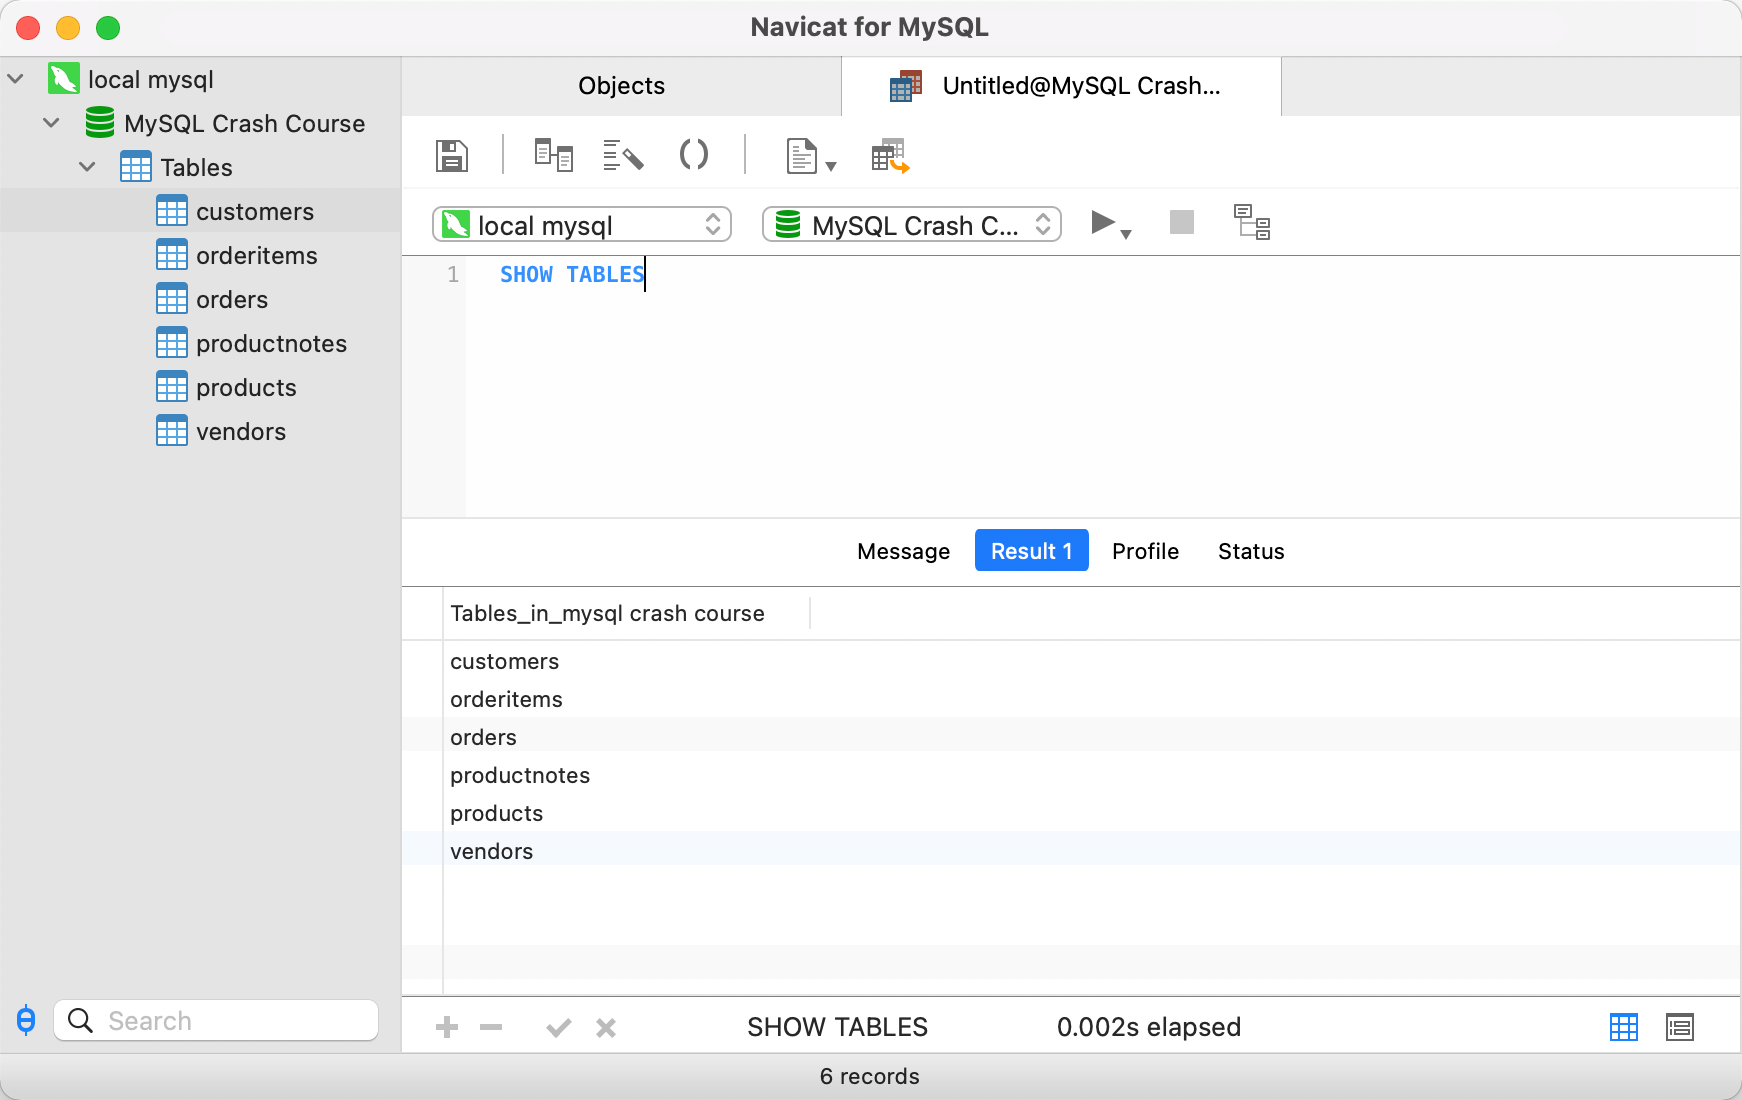 Navicat for MySQL
local mysql
MySQL Crash Course
Tables
customers
orderitems
orders
productnotes
products
vendors
Search
Objects
Untitled@MySQL Crash...
local mysql
MySQL Crash C...
1 SHOW TABLES
Message Result 1 Profile Status
Tables_in_mysql crash course
customers
orderitems
orders
productnotes
products
vendors
SHOW TABLES 0.002s elapsed
6 records